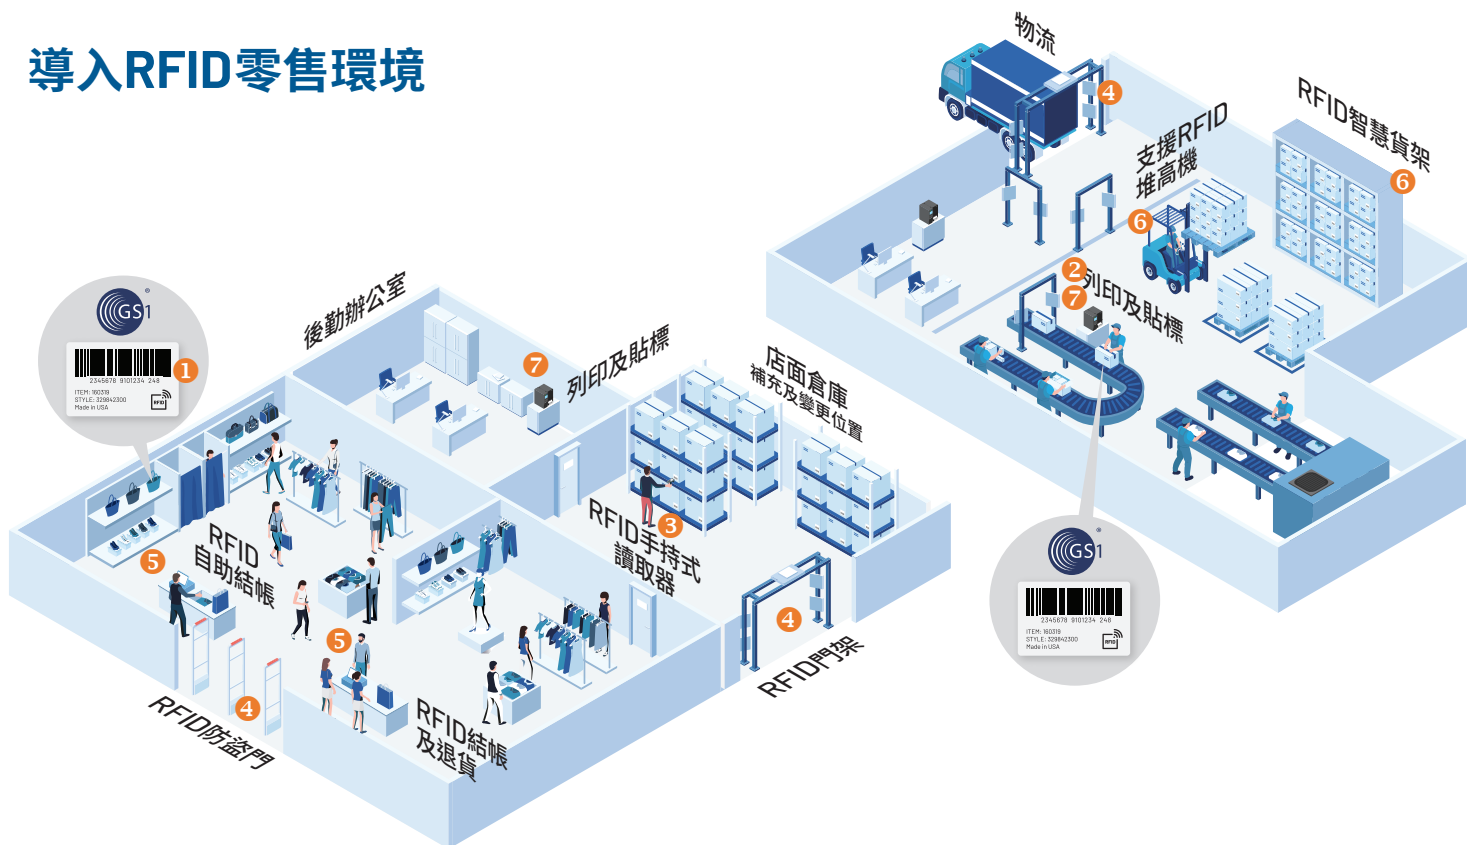 導入RFID零售環境
物流
4
RFID智慧貨架
6
支援RFID
堆高機
6
2
7
列印及貼標
後勤辦公室
7
列印及貼標
店面倉庫
補充及變更位置
GS1
®
1
2345678 9101234 248
ITEM: 160319
STYLE: 329842300
Made in USA
RFID
RFID
自助結帳
5
3
RFID手持式
讀取器
4
RFID門架
5
RFID結帳
及退貨
4
RFID防盜門
GS1
®
2345678 9101234 248
ITEM: 160319
STYLE: 329842300
Made in USA
RFID